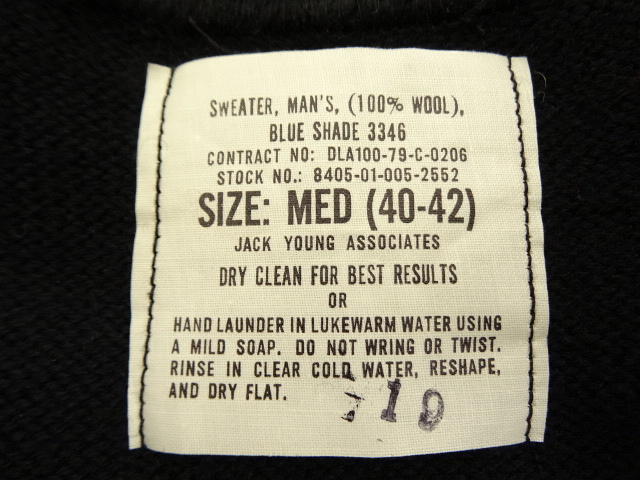 SWEATER, MAN'S, (100% WOOL),
BLUE SHADE 3346
CONTRACT NO: DLA100-79-C-0206
STOCK NO.: 8405-01-005-2552
SIZE: MED (40-42)
JACK YOUNG ASSOCIATES
DRY CLEAN FOR BEST RESULTS
OR
HAND LAUNDER IN LUKEWARM WATER USING
A MILD SOAP. DO NOT WRING OR TWIST.
RINSE IN CLEAR COLD WATER, RESHAPE,
AND DRY FLAT.